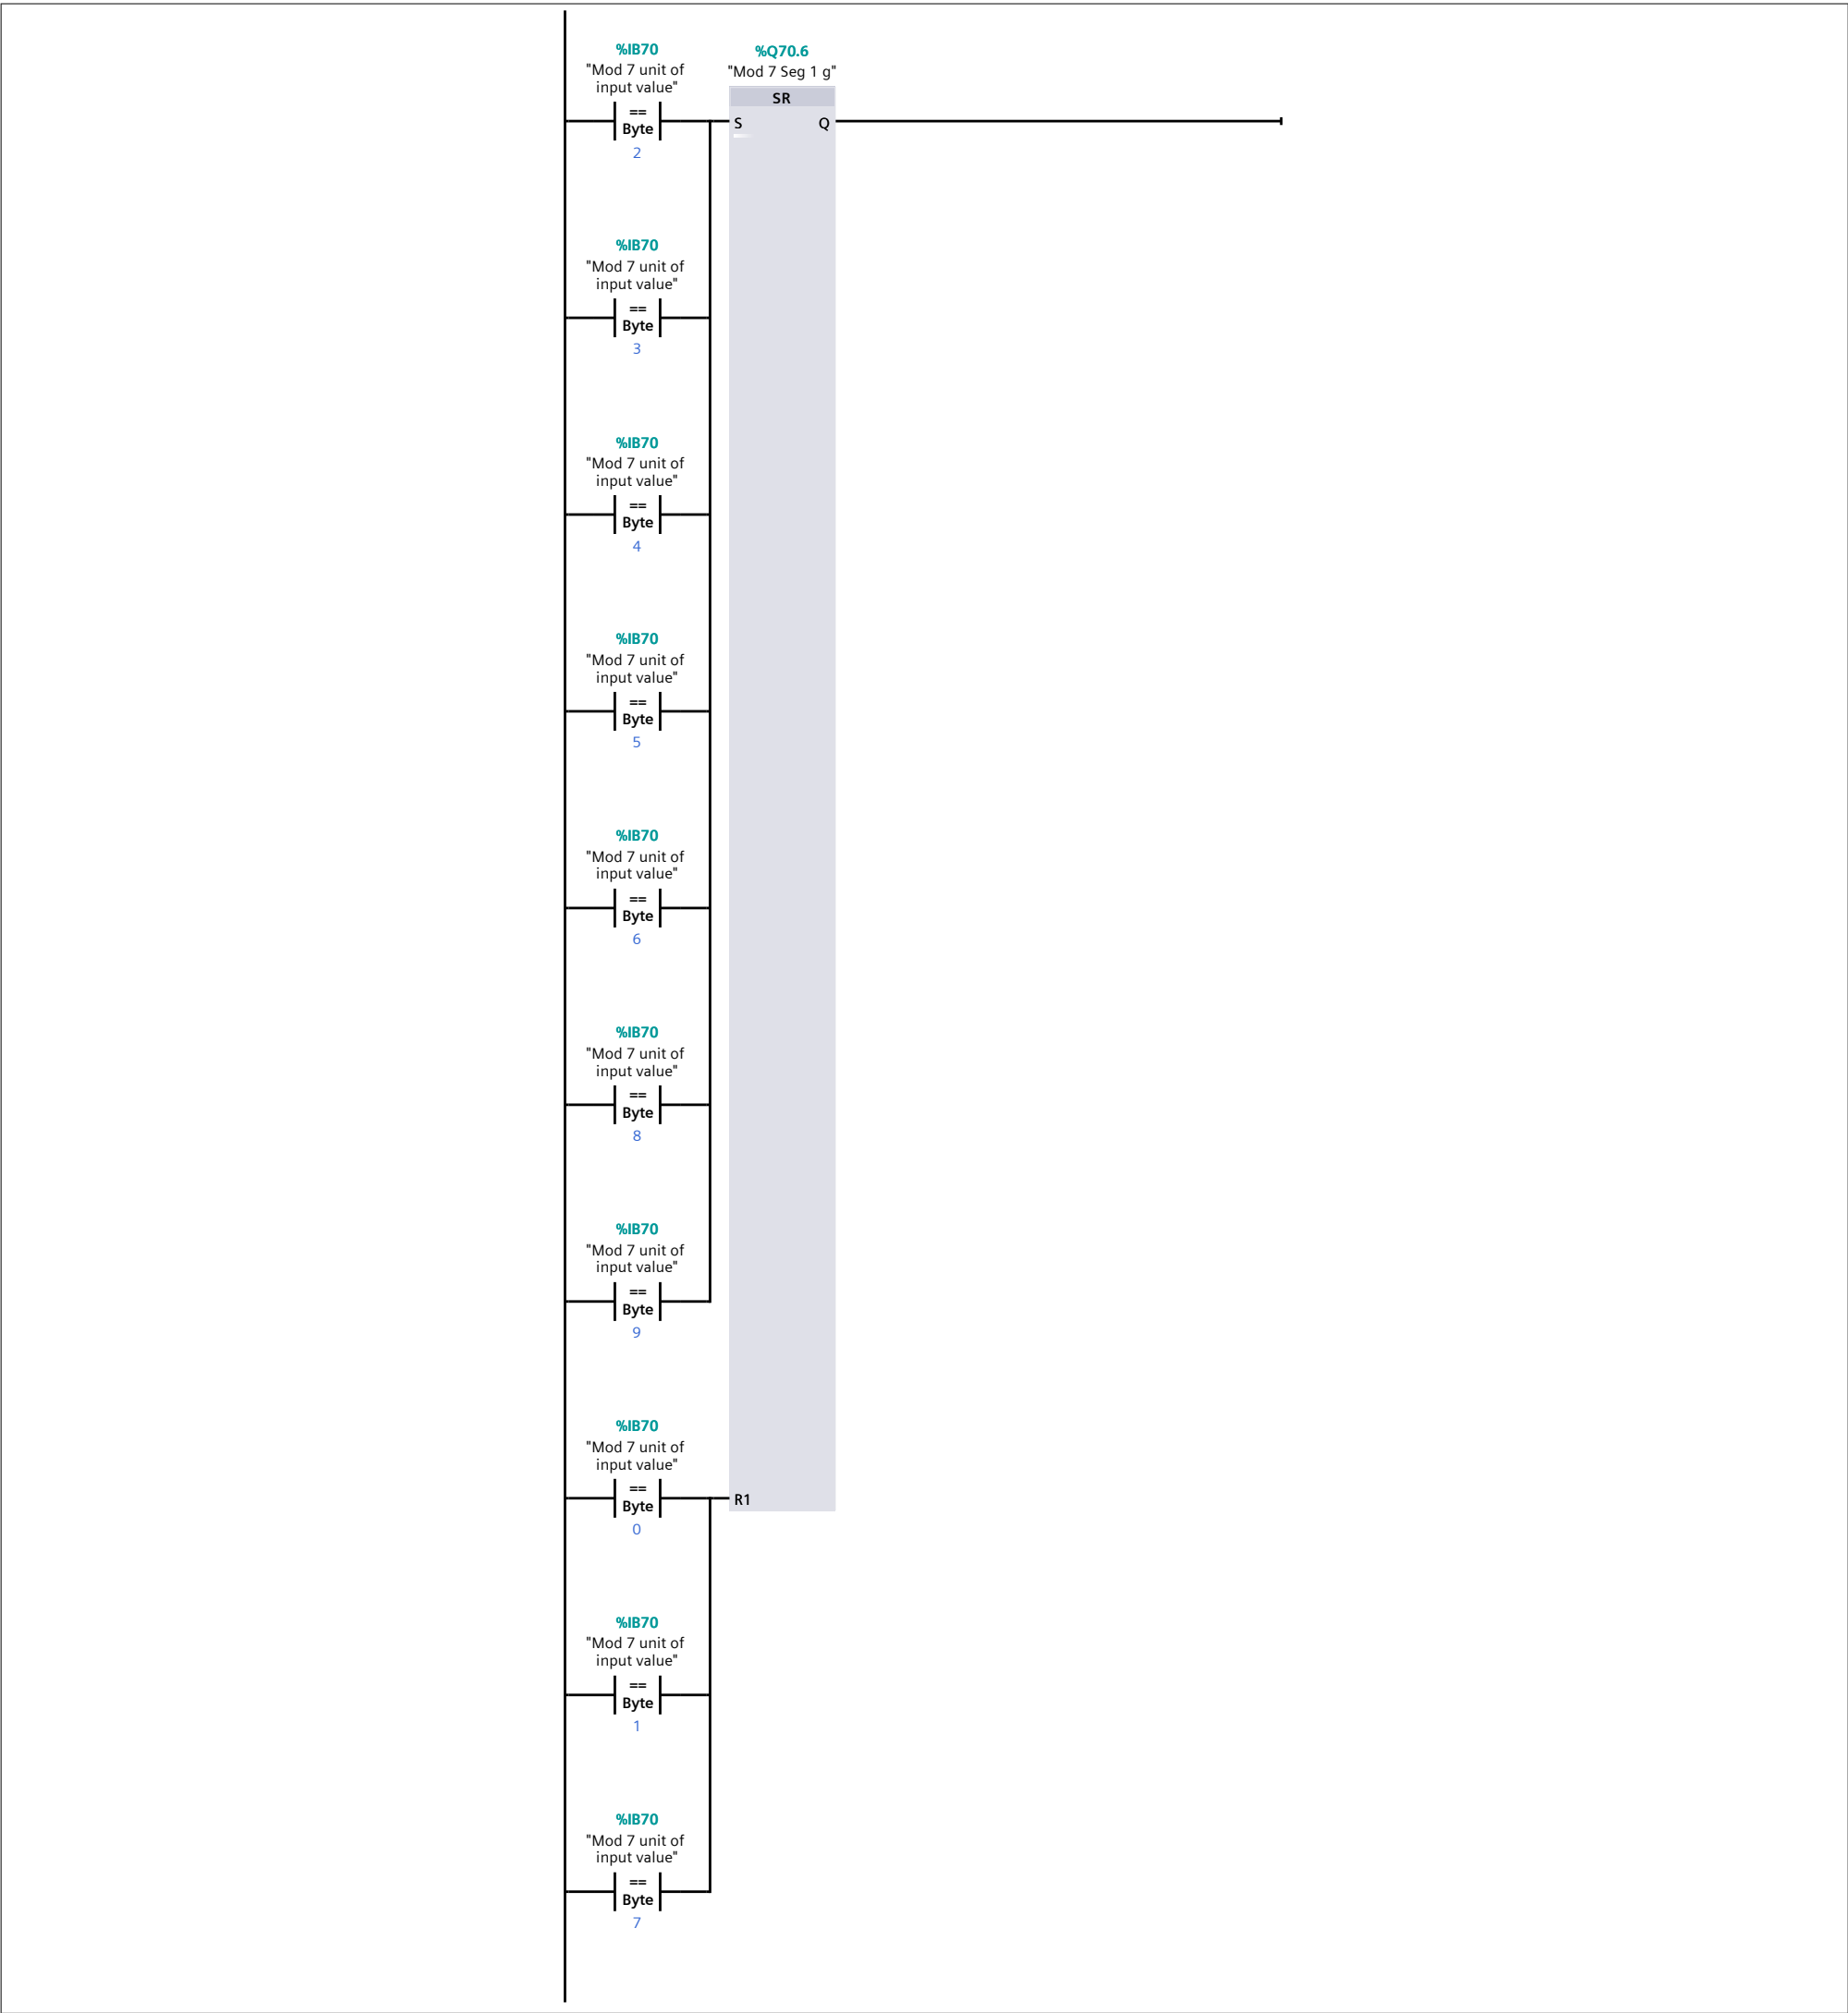 %IB70
"Mod 7 unit of
input value"
==
Byte
2
%Q70.6
"Mod 7 Seg 1 g"
SR
S
Q
%IB70
"Mod 7 unit of
input value"
==
Byte
3
%IB70
"Mod 7 unit of
input value"
==
Byte
4
%IB70
"Mod 7 unit of
input value"
==
Byte
5
%IB70
"Mod 7 unit of
input value"
==
Byte
6
%IB70
"Mod 7 unit of
input value"
==
Byte
8
%IB70
"Mod 7 unit of
input value"
==
Byte
9
%IB70
"Mod 7 unit of
input value"
==
Byte
0
R1
%IB70
"Mod 7 unit of
input value"
==
Byte
1
%IB70
"Mod 7 unit of
input value"
==
Byte
7